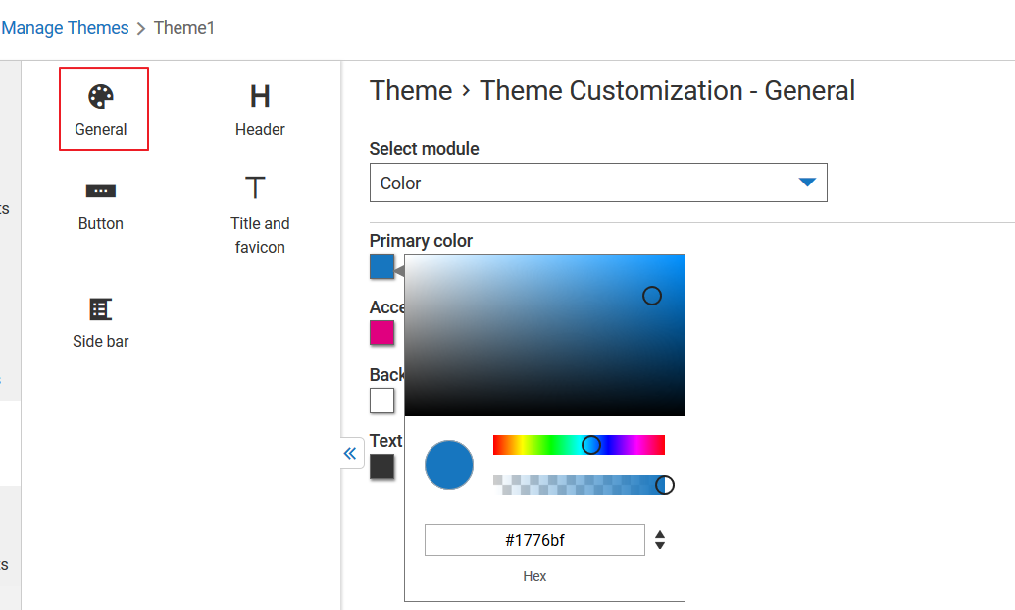 Manage Themes > Theme1
General
Header
Button
Title and
favicon
Side bar
Theme > Theme Customization - General
Select module
Color
Primary color
Acce
Back
Text
#1776bf
Hex
ts
ts